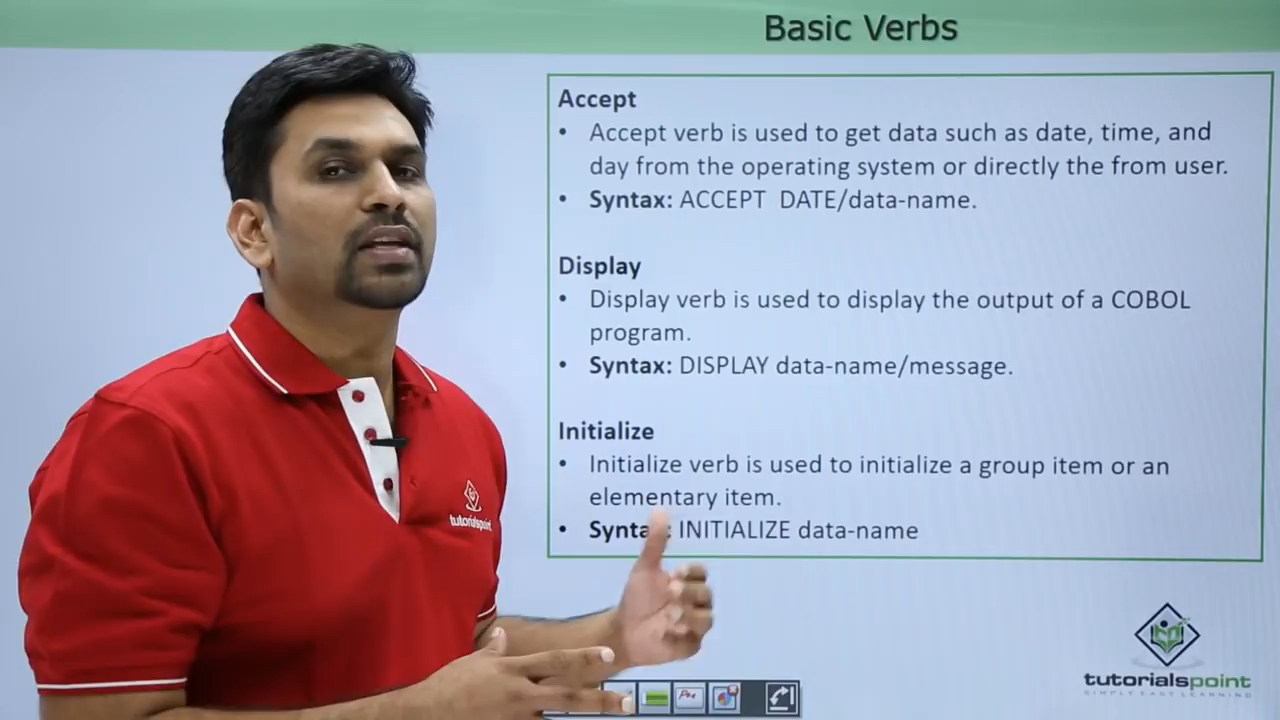 Basic Verbs
Accept
• Accept verb is used to get data such as date, time, and
day from the operating system or directly the from user.
• Syntax: ACCEPT DATE/data-name.
Display
• Display verb is used to display the output of a COBOL
program.
• Syntax: DISPLAY data-name/message.
Initialize
• Initialize verb is used to initialize a group item or an
elementary item.
• Syntax: INITIALIZE data-name
tutorialspoint
tutorialspoint
SIMPLY EASY LEARNING
Pen